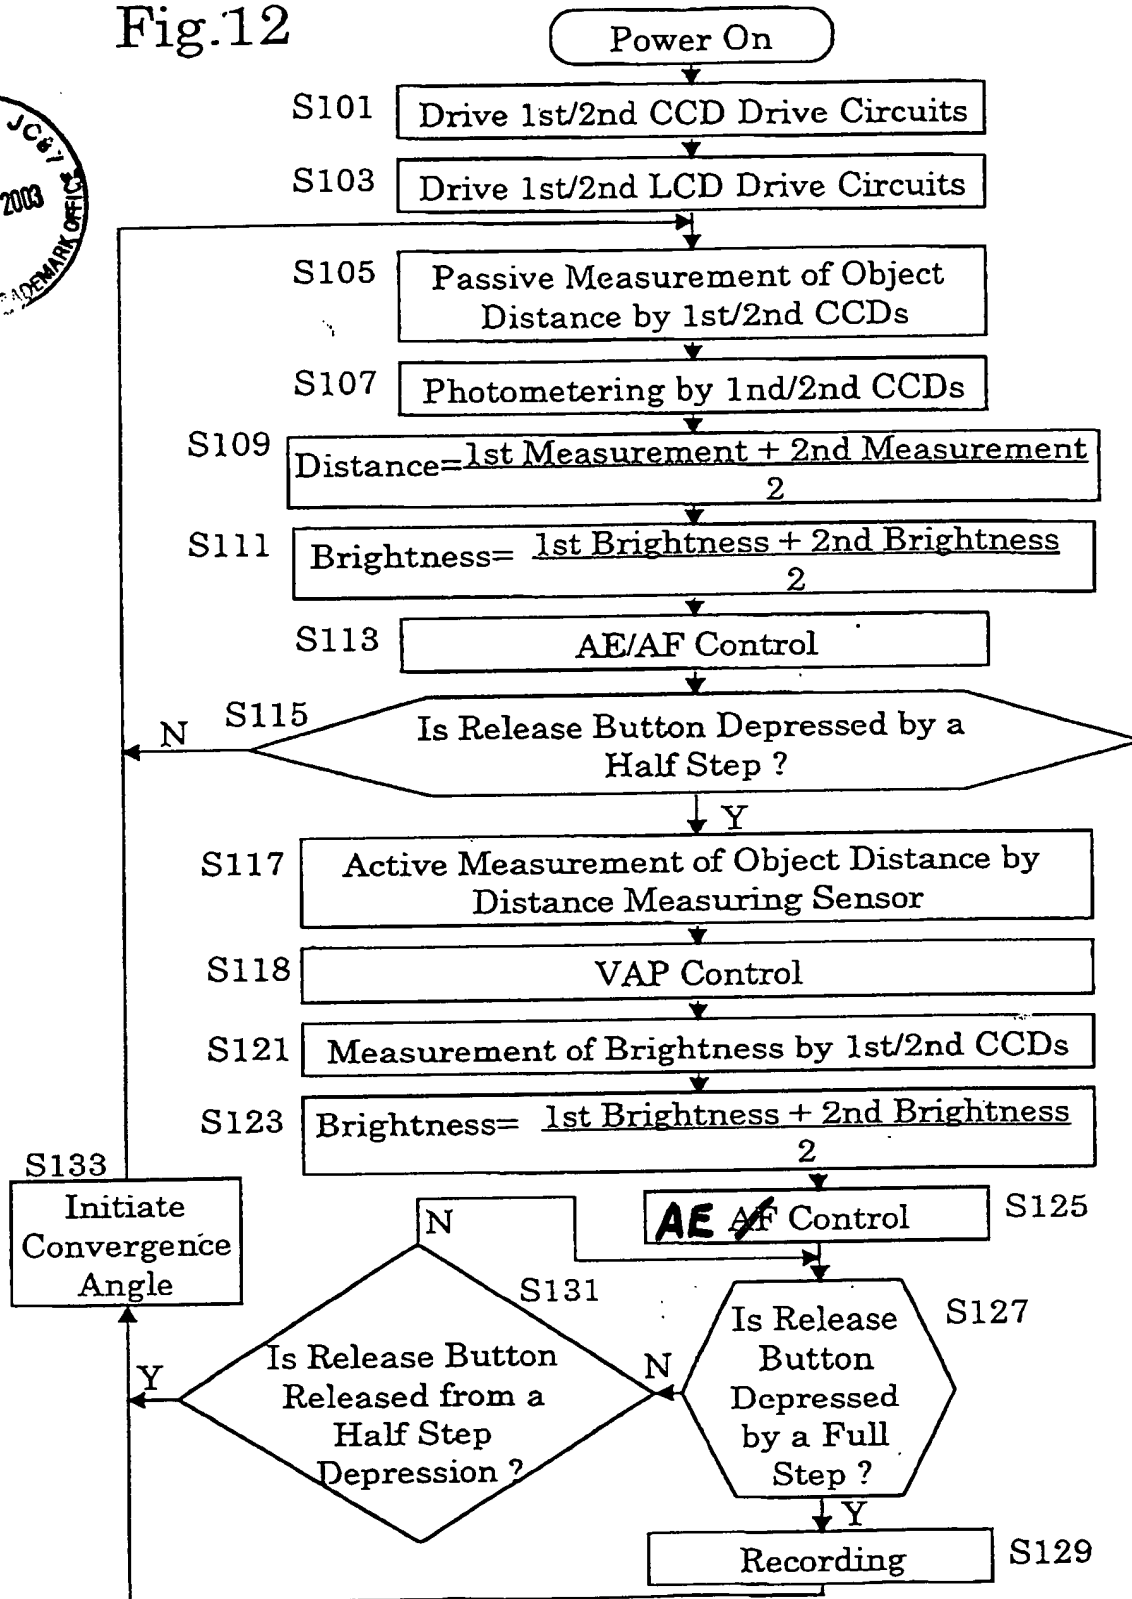 Fig.12
Power On
S101
Drive 1st/2nd CCD Drive Circuits
S103
Drive 1st/2nd LCD Drive Circuits
2003
S105
Passive Measurement of Object
Distance by 1st/2nd CCDs
S107
Photometering by 1nd/2nd CCDs
S109
Distance=1st Measurement + 2nd Measurement
2
S111
Brightness= 1st Brightness + 2nd Brightness
2
S113
AE/AF Control
S115
Is Release Button Depressed by a
Half Step ?
N
Y
S117
Active Measurement of Object Distance by
Distance Measuring Sensor
S118
VAP Control
S121
Measurement of Brightness by 1st/2nd CCDs
S123
Brightness= 1st Brightness + 2nd Brightness
2
S133
Initiate
Convergence
Angle
AE AF Control
S125
N
S131
Is Release Button
Released from a
Half Step
Depression ?
Y
N
S127
Is Release
Button
Depressed
by a Full
Step ?
Y
Recording
S129